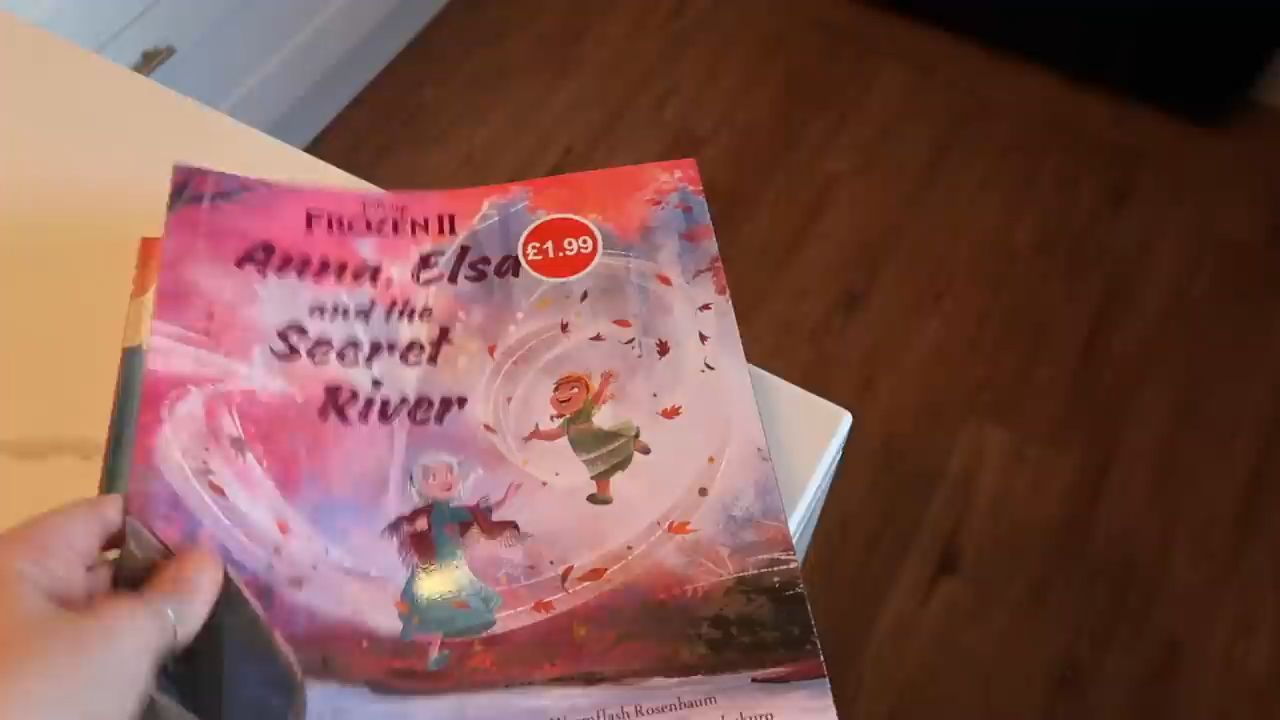 FROZEN II
£1.99
Anna, Elsa
and the
Secret
River
Rosenbaum